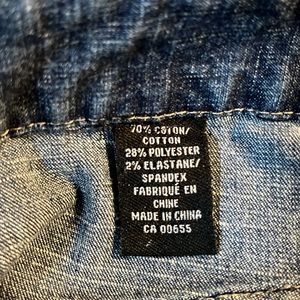 70% COTON/
COTTON
28% POLYESTER
2% ELASTANE/
SPANDEX
FABRIQUÉ EN
CHINE
MADE IN CHINA
CA 00655